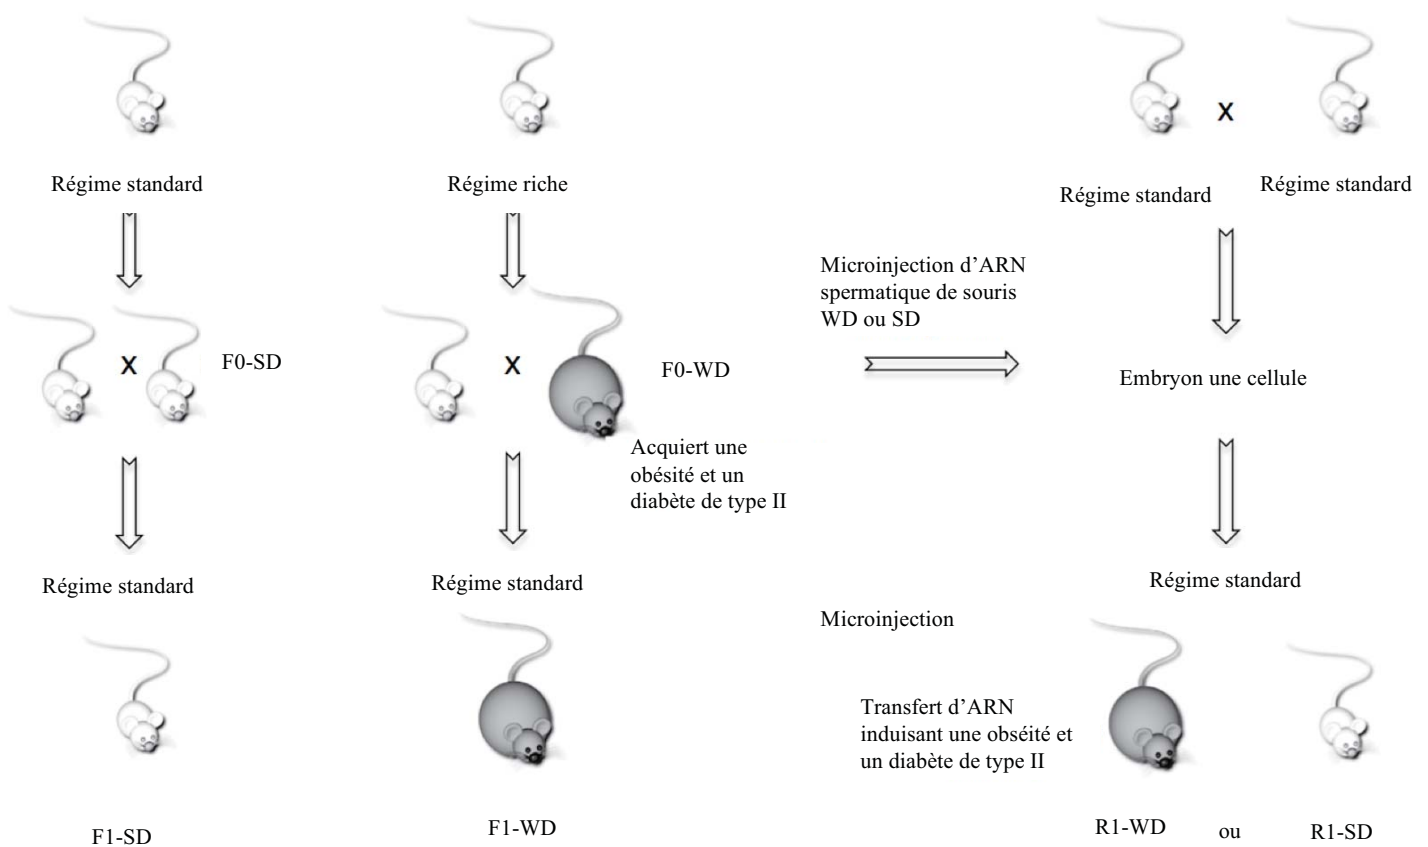 Régime standard
X
F0-SD
Régime standard
F1-SD
Régime riche
X
F0-WD
Acquiert une
obésité et un
diabète de type II
Régime standard
F1-WD
Microinjection d'ARN
spermatique de souris
WD ou SD
X
Régime standard
Régime standard
Embryon une cellule
Régime standard
Microinjection
Transfert d'ARN
induisant une obséité et
un diabète de type II
R1-WD ou R1-SD